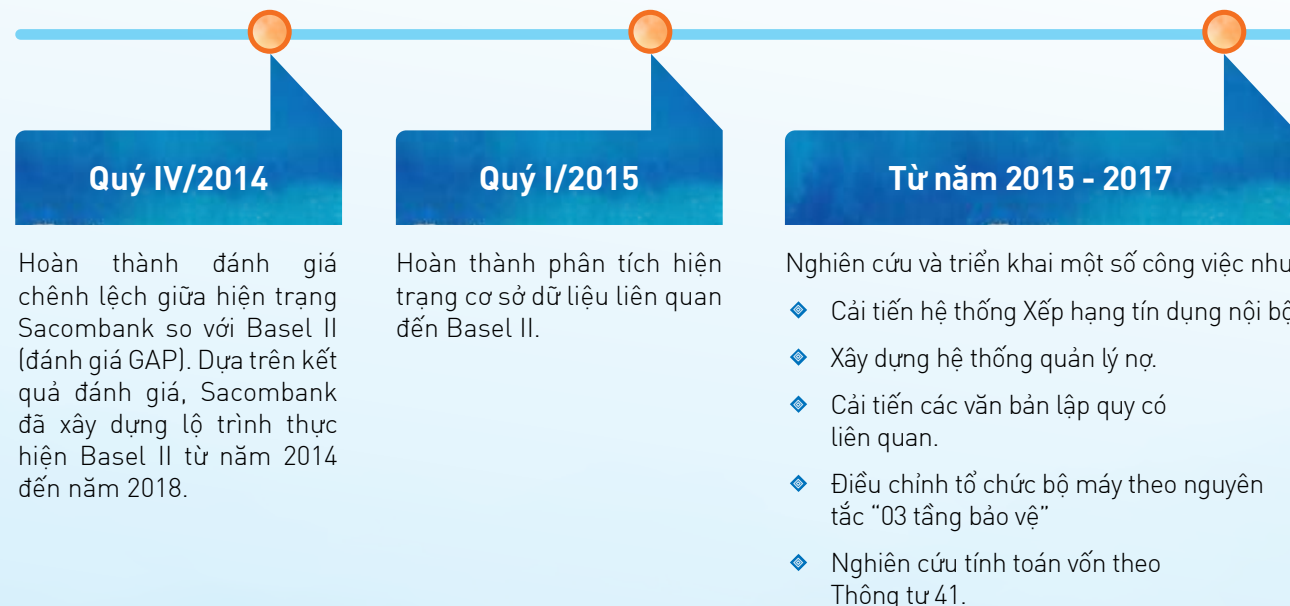 Quý IV/2014
Hoàn thành đánh giá
chênh lệch giữa hiện trạng
Sacombank so với Basel II
(đánh giá GAP). Dựa trên kết
quả đánh giá, Sacombank
đã xây dựng lộ trình thực
hiện Basel II từ năm 2014
đến năm 2018.
Quý I/2015
Hoàn thành phân tích hiện
trạng cơ sở dữ liệu liên quan
đến Basel II.
Từ năm 2015 - 2017
Nghiên cứu và triển khai một số công việc như
Cải tiến hệ thống Xếp hạng tín dụng nội bộ
Xây dựng hệ thống quản lý nợ.
Cải tiến các văn bản lập quy có
liên quan.
Điều chỉnh tổ chức bộ máy theo nguyên
tắc "03 tầng bảo vệ"
Nghiên cứu tính toán vốn theo
Thông tư 41.